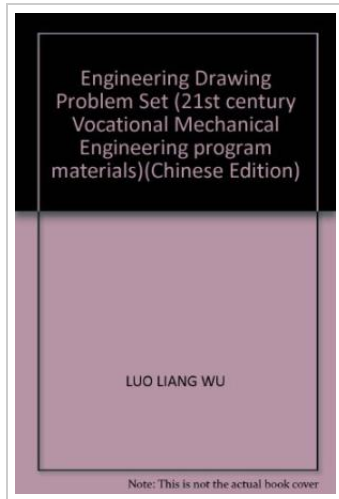 Engineering Drawing
Problem Set (21st century
Vocational Mechanical
Engineering program
materials)(Chinese Edition)
LUO LIANG WU
Note: This is not the actual book cover